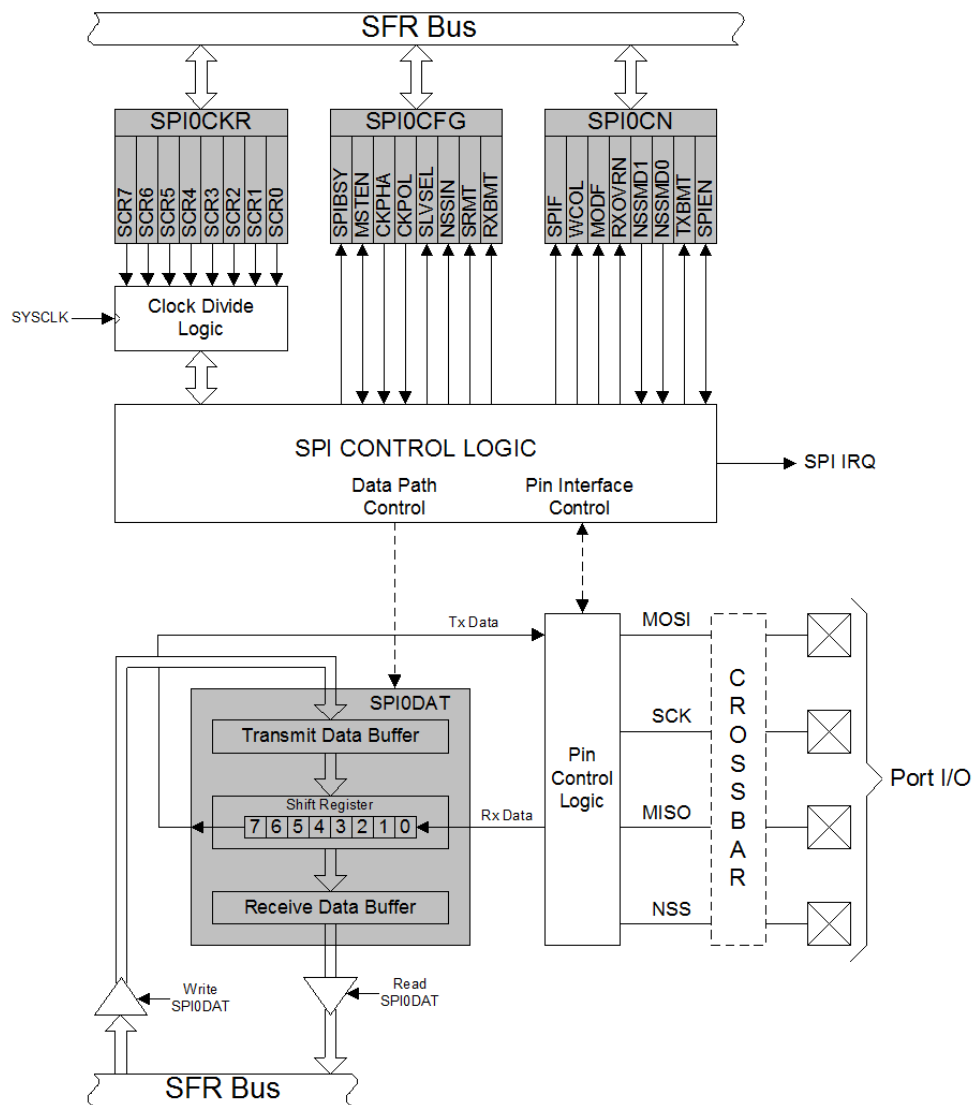 SFR Bus
SPI0CKR
SPI0CFG
SPI0CN
SCR7
SCR6
SCR5
SCR4
SCR3
SCR2
SCR1
SCR0
SPIBSY
MSTEN
CKPHA
CKPOL
SLVSEL
NSSIN
SRMT
RXBMT
SPIF
WCOL
MODF
RXOVRN
NSSMD1
NSSMD0
TXBMT
SPIEN
SYSCLK
Clock Divide
Logic
SPI CONTROL LOGIC
SPI IRQ
Data Path
Control
Pin Interface
Control
Tx Data
MOSI
SPI0DAT
Transmit Data Buffer
SCK
Shift Register
7 6 5 4 3 2 1 0
Rx Data
Pin
Control
Logic
MISO
CROSSBAR
Port I/O
Receive Data Buffer
NSS
Write
SPI0DAT
Read
SPI0DAT
SFR Bus